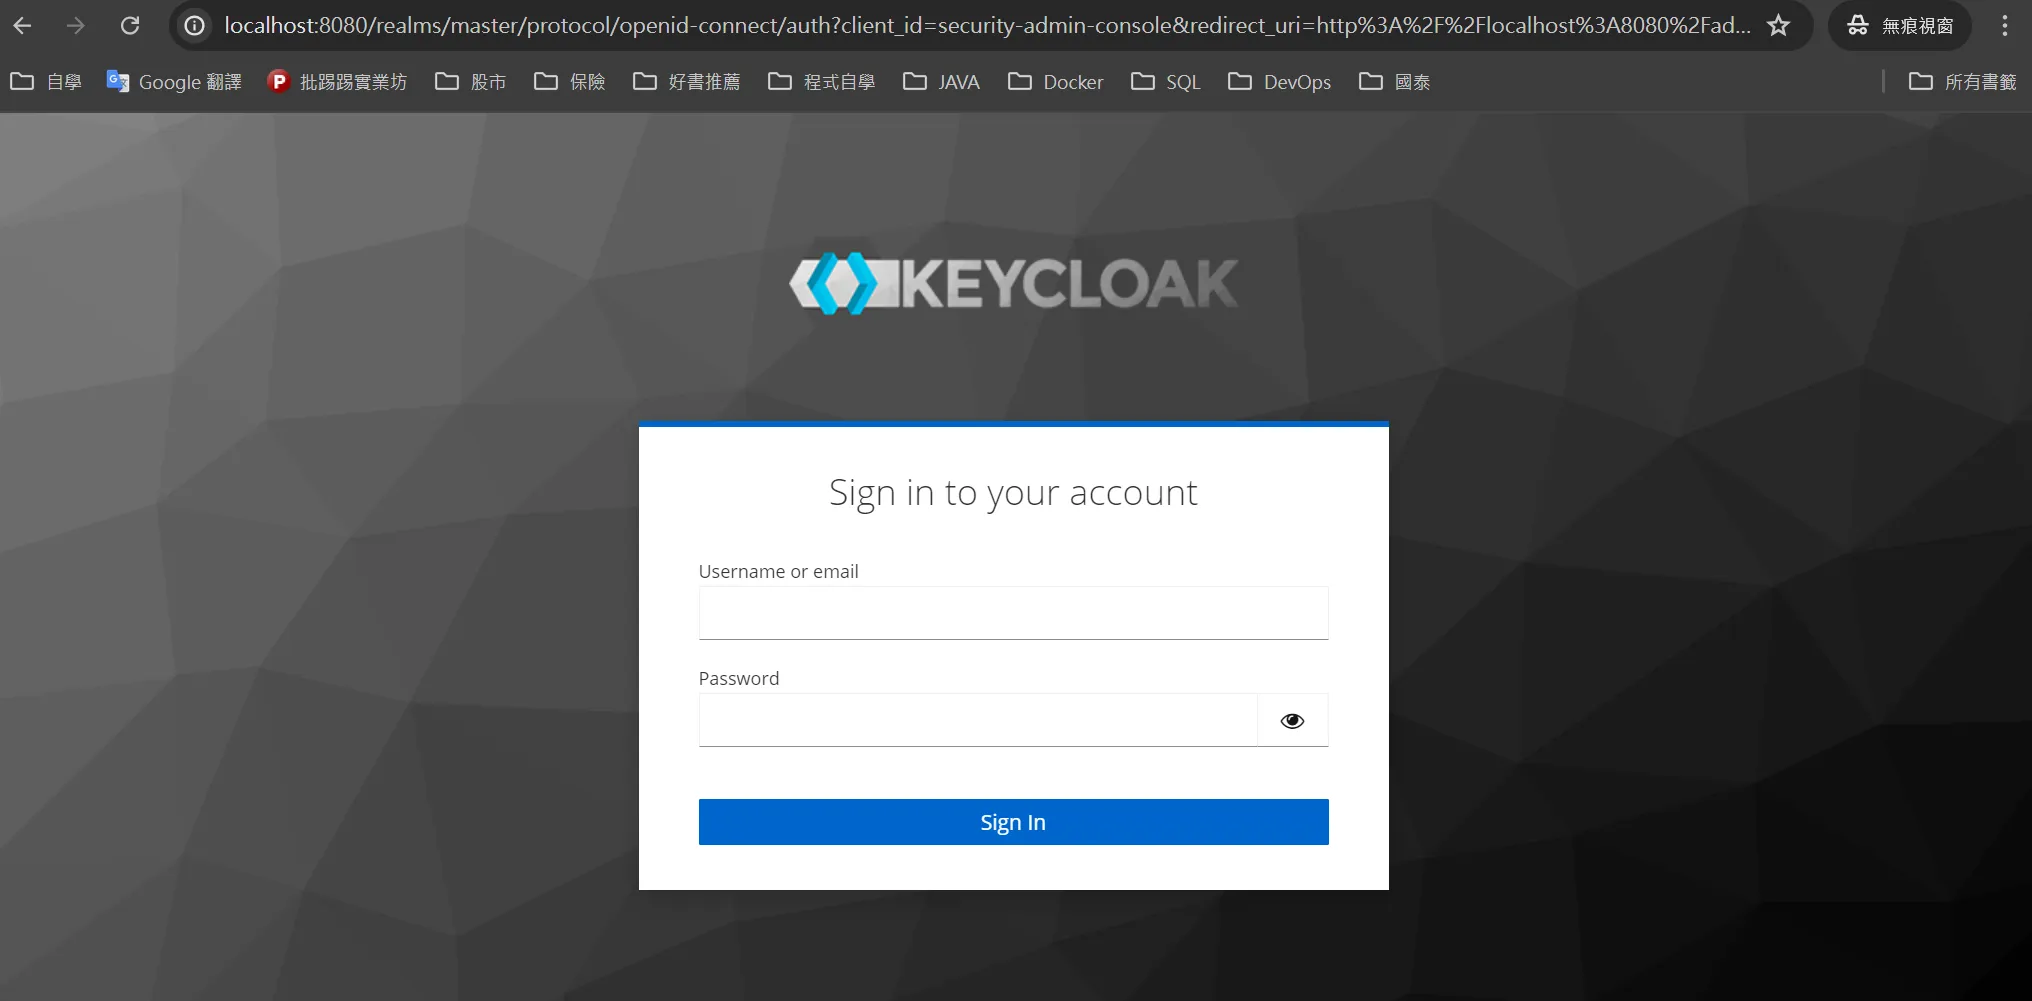 localhost:8080/realms/master/protocol/openid-connect/auth?client_id=security-admin-console&redirect_uri=http%3A%2F%2Flocalhost%3A8080%2Fad... 無痕視窗
自學 Google 翻譯 批踢踢實業坊 股市 保險 好書推薦 程式自學 JAVA Docker SQL DevOps 國泰 所有書籤
KEYCLOAK
Sign in to your account
Username or email
Password
Sign In